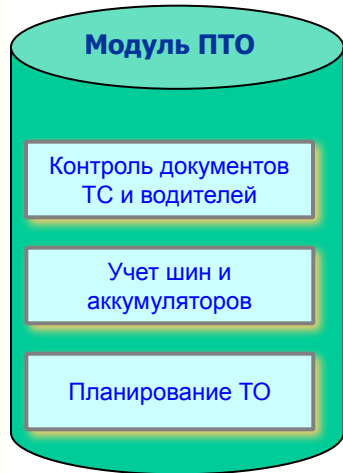 Модуль ПТО
Контроль документов
ТС и водителей
Учет шин и
аккумуляторов
Планирование ТО